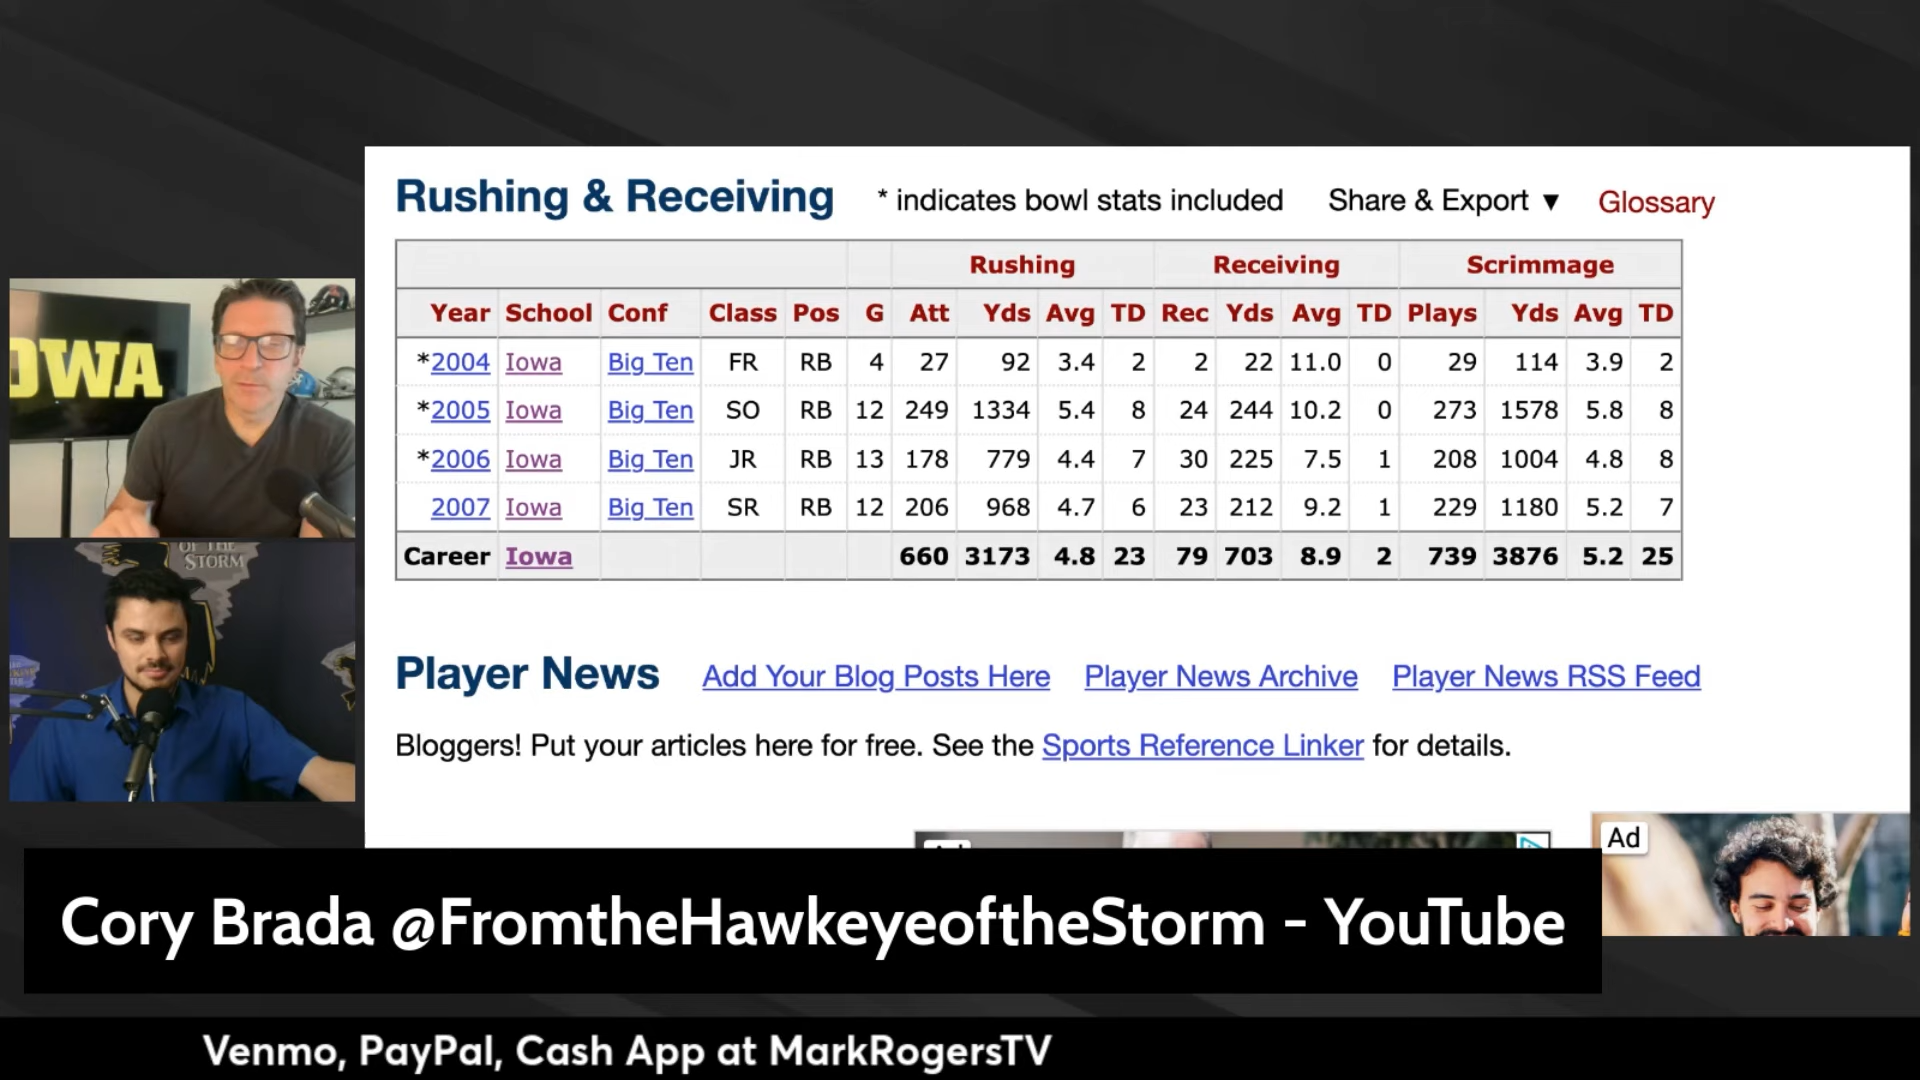 Rushing & Receiving * indicates bowl stats included Share & Export ▼ Glossary
Rushing Receiving Scrimmage
Year School Conf Class Pos G Att Yds Avg TD Rec Yds Avg TD Plays Yds Avg TD
*2004 Iowa Big Ten FR RB 4 27 92 3.4 2 2 22 11.0 0 29 114 3.9 2
*2005 Iowa Big Ten SO RB 12 249 1334 5.4 8 24 244 10.2 0 273 1578 5.8 8
*2006 Iowa Big Ten JR RB 13 178 779 4.4 7 30 225 7.5 1 208 1004 4.8 8
2007 Iowa Big Ten SR RB 12 206 968 4.7 6 23 212 9.2 1 229 1180 5.2 7
Career Iowa 660 3173 4.8 23 79 703 8.9 2 739 3876 5.2 25
OWA
OF THE
STORM
Player News Add Your Blog Posts Here Player News Archive Player News RSS Feed
Bloggers! Put your articles here for free. See the Sports Reference Linker for details.
Ad
Cory Brada @FromtheHawkeyeoftheStorm - YouTube
Venmo, PayPal, Cash App at MarkRogersTV